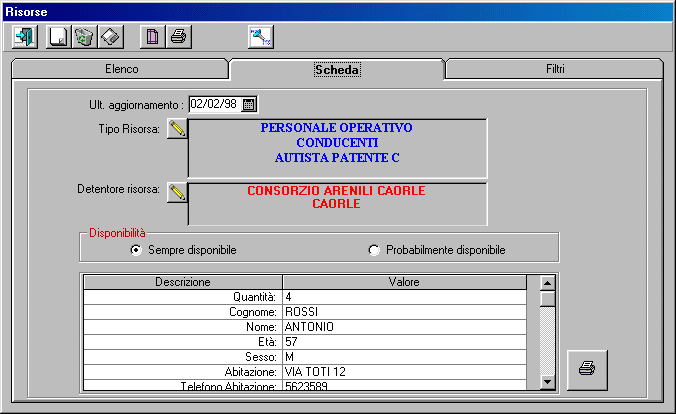 Risorse
Elenco Scheda Filtri
Ult. aggiornamento : 02/02/98
Tipo Risorsa: PERSONALE OPERATIVO
CONDUCENTI
AUTISTA PATENTE C
Detentore risorsa: CONSORZIO ARENILI CAORLE
CAORLE
Disponibilità
Sempre disponibile Probabilmente disponibile
Descrizione Valore
Quantità: 4
Cognome: ROSSI
Nome: ANTONIO
Età: 57
Sesso: M
Abitazione: VIA TOTI 12
Telefono Abitazione: 5623589